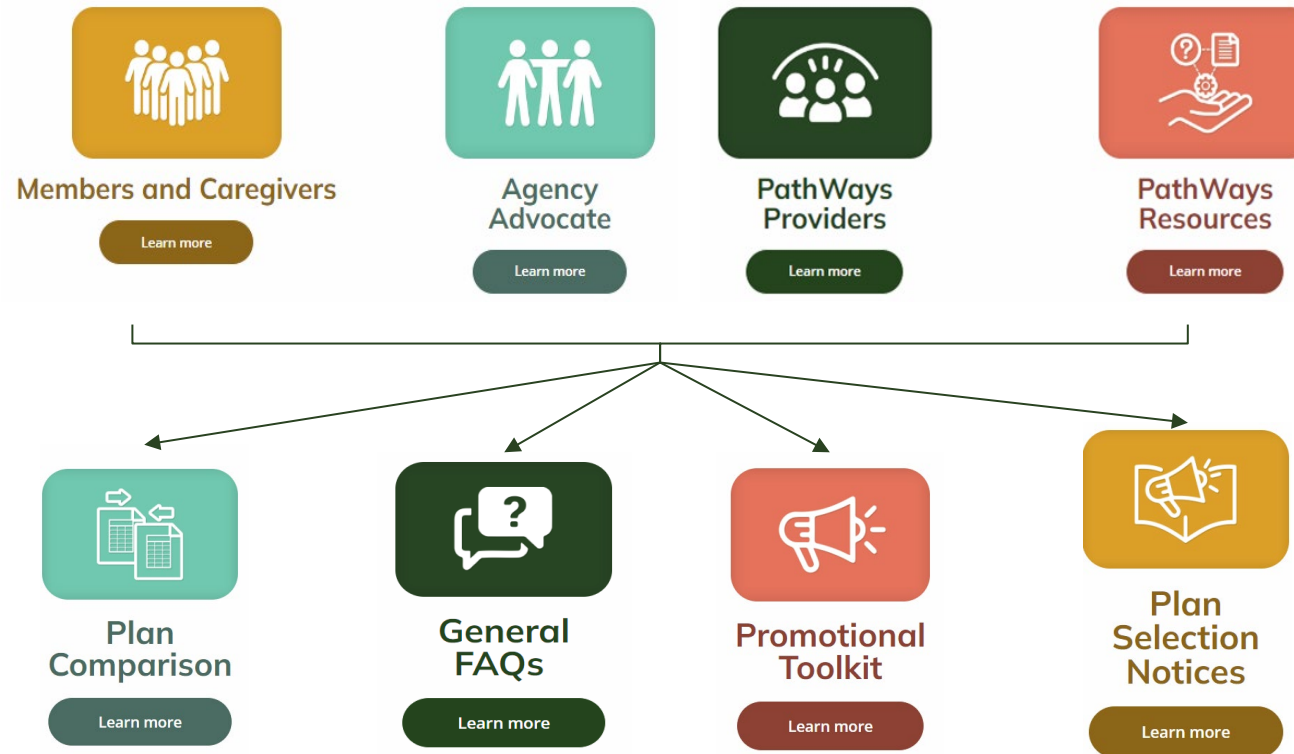 Members and Caregivers
Learn more
Agency
Advocate
Learn more
PathWays
Providers
Learn more
PathWays
Resources
Learn more
?
Plan
Comparison
Learn more
?
General
FAQs
Learn more
Promotional
Toolkit
Learn more
Plan
Selection
Notices
Learn more